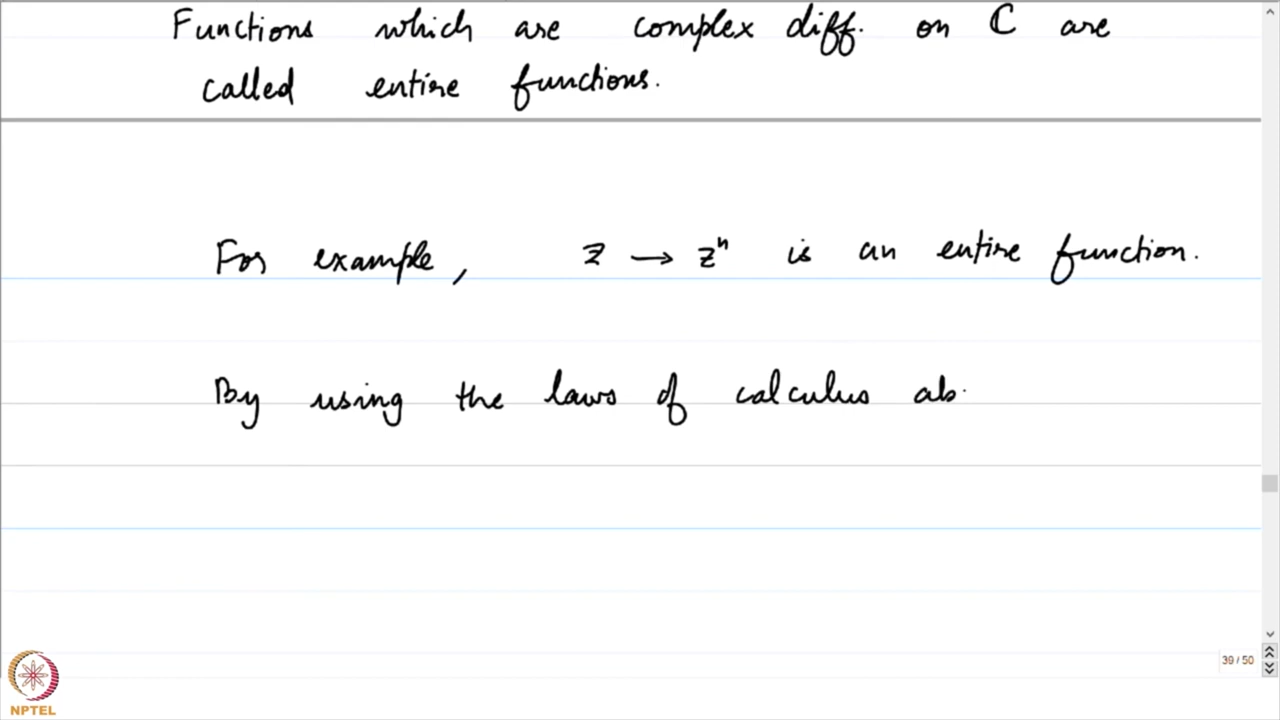 Functions which are complex diff. on ℂ are
called entire functions.
For example, z → zⁿ is an entire function.
By using the laws of calculus ab
39 / 50
NPTEL